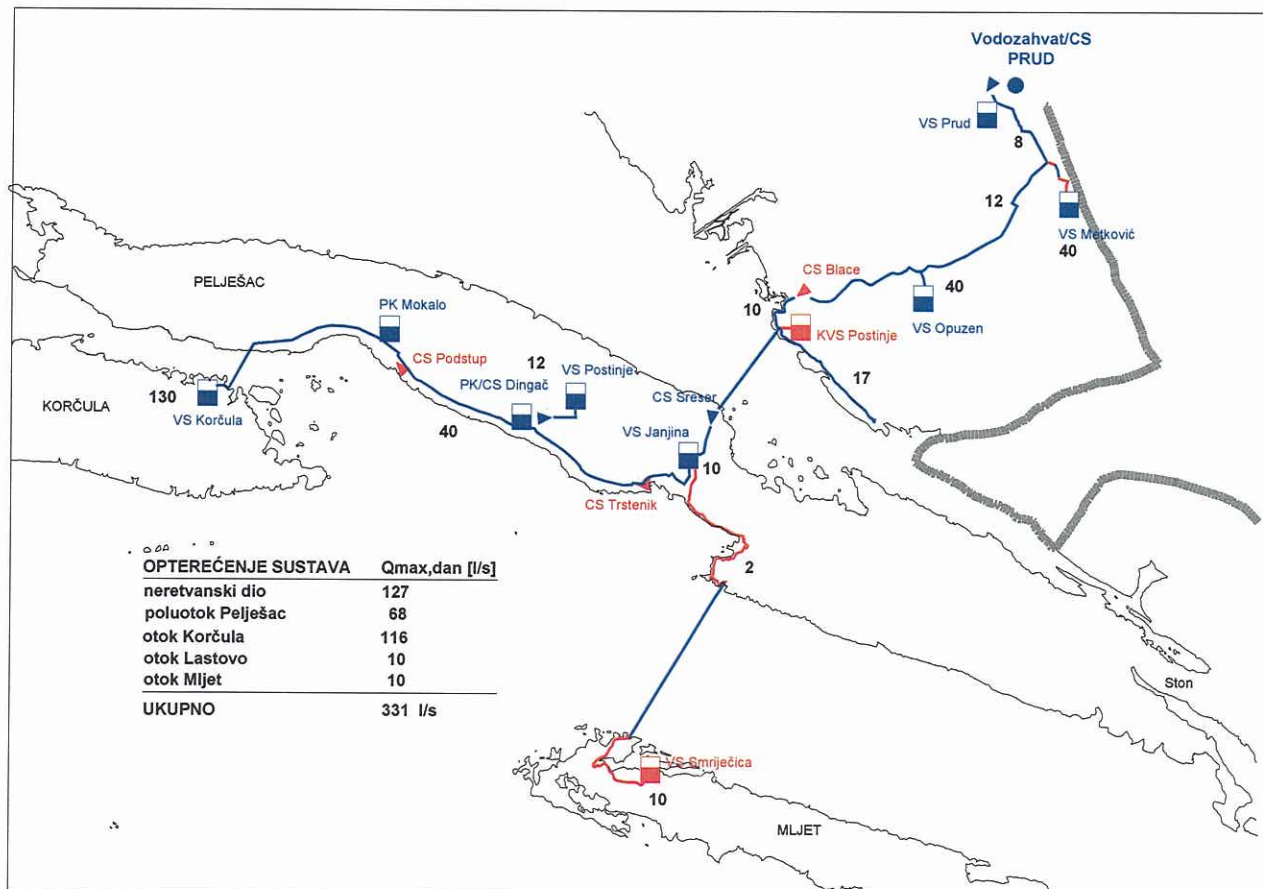 Vodozahvat/CS
PRUD
VS Prud
8
12
VS Metković
40
CS Blace
40
10
VS Opuzen
KVS Postinje
17
PELJEŠAC
PK Mokalo
CS Podstup
12
VS Postinje
PK/CS Dingač
CS Sreser
KORČULA
130
VS Korčula
40
VS Janjina
10
CS Trstenik
2
OPTEREĆENJE SUSTAVA Qmax,dan [l/s]
neretvanski dio 127
poluotok Pelješac 68
otok Korčula 116
otok Lastovo 10
otok Mljet 10
UKUPNO 331 l/s
Ston
VS Smriječica
10
MLJET